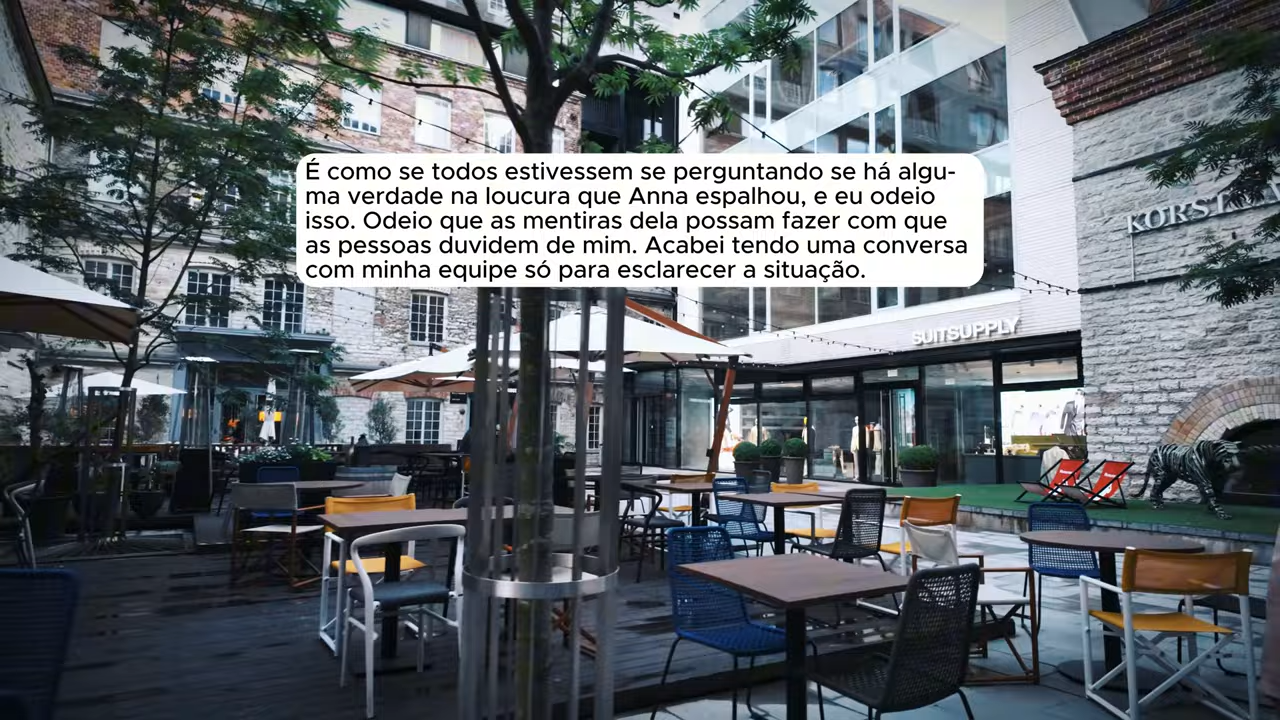 É como se todos estivessem se perguntando se há algu-
ma verdade na loucura que Anna espalhou, e eu odeio
isso. Odeio que as mentiras dela possam fazer com que
as pessoas duvidem de mim. Acabei tendo uma conversa
com minha equipe só para esclarecer a situação.
SUITSUPPLY